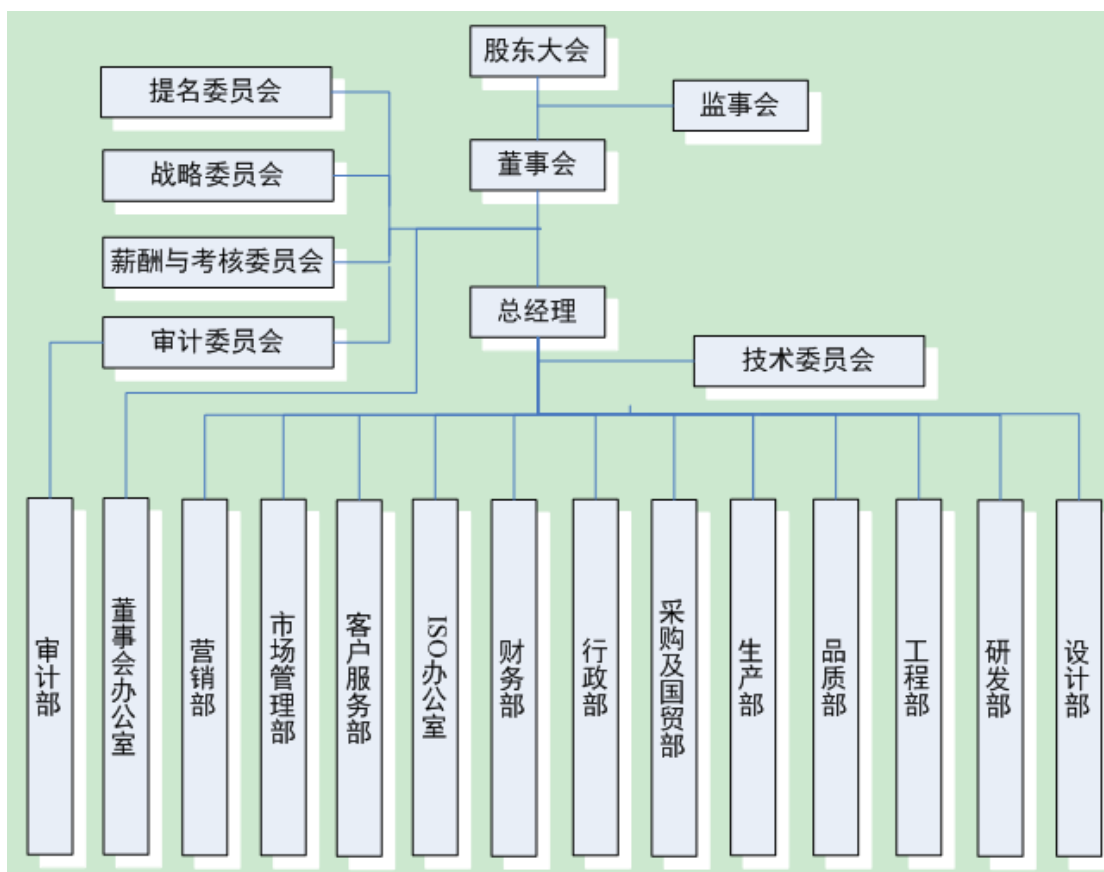 股东大会
提名委员会
监事会
董事会
战略委员会
薪酬与考核委员会
总经理
审计委员会
技术委员会
审计部
董事会办公室
营销部
市场管理部
客户服务部
ISO办公室
财务部
行政部
采购及国贸部
生产部
品质部
工程部
研发部
设计部